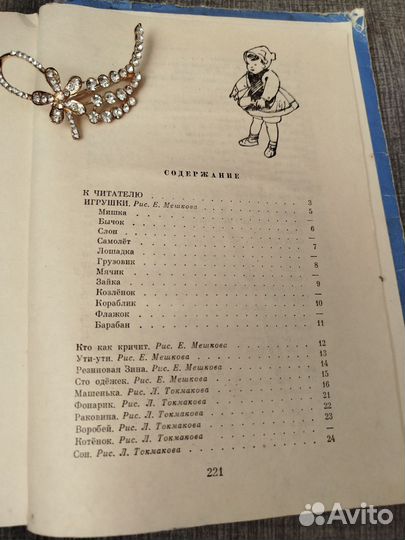 СОДЕРЖАНИЕ
К ЧИТАТЕЛЮ
ИГРУШКИ. Рис. Е. Мешкова 3
Мишка 5
Бычок —
Слон 6
Самолёт —
Лошадка 7
Грузовик 8
Мячик —
Зайка 9
Козлёнок —
Кораблик 10
Флажок —
Барабан 11
Кто как кричит. Рис. Е. Мешкова 12
Ути-ути. Рис. Е. Мешкова 13
Резиновая Зина. Рис. Е. Мешкова 14
Сто одёжек. Рис. Е. Мешкова 15
Машенька. Рис. Л. Токмакова 16
Фонарик. Рис. Л. Токмакова 21
Раковина. Рис. Л. Токмакова 22
Воробей. Рис. Л. Токмакова 23
Котёнок. Рис. Л. Токмакова —
Сон. Рис. Л. Токмакова 24
221
Avito